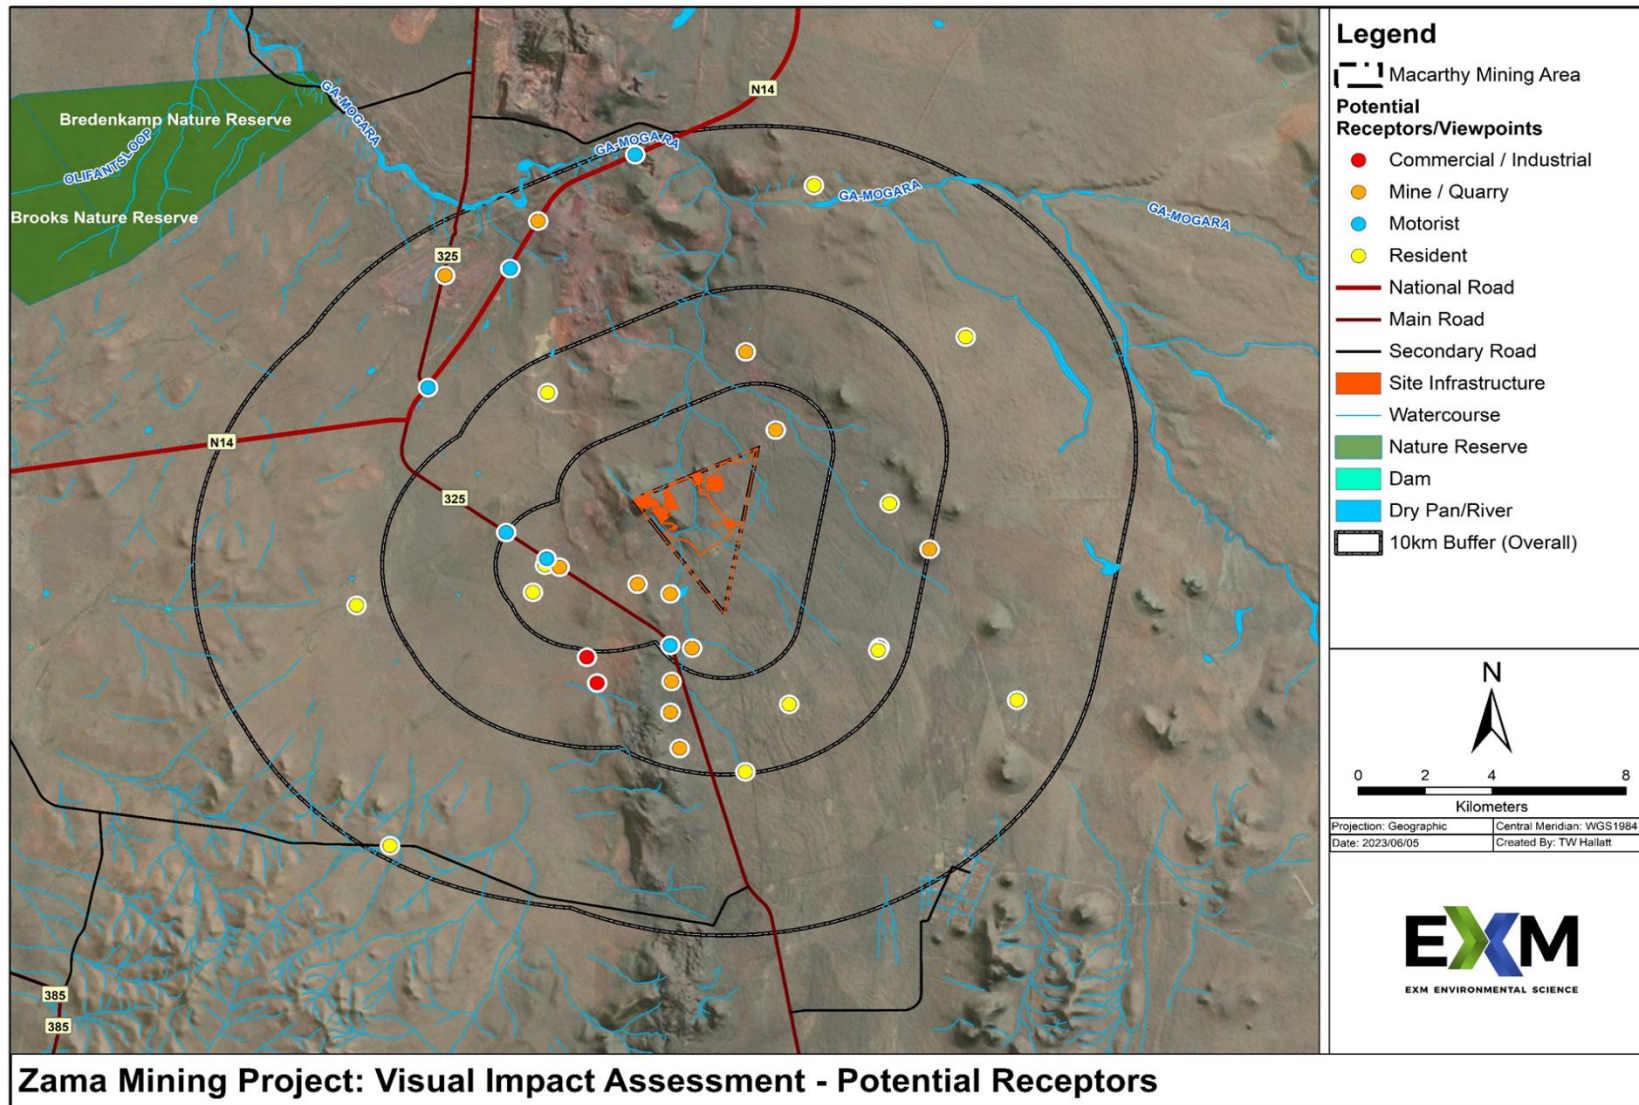 N14
GA-MOGARA
Bredenkamp Nature Reserve
OLIFANTSLOOP
GA-MOGARA
GA-MOGARA
GA-MOGARA
Brooks Nature Reserve
325
N14
325
385
385
Legend
Macarthy Mining Area
Potential
Receptors/Viewpoints
Commercial / Industrial
Mine / Quarry
Motorist
Resident
National Road
Main Road
Secondary Road
Site Infrastructure
Watercourse
Nature Reserve
Dam
Dry Pan/River
10km Buffer (Overall)
N
0 2 4 8
Kilometers
Projection: Geographic Central Meridian: WGS1984
Date: 2023/06/05 Created By: TW Hallatt
EXM
EXM ENVIRONMENTAL SCIENCE
Zama Mining Project: Visual Impact Assessment - Potential Receptors